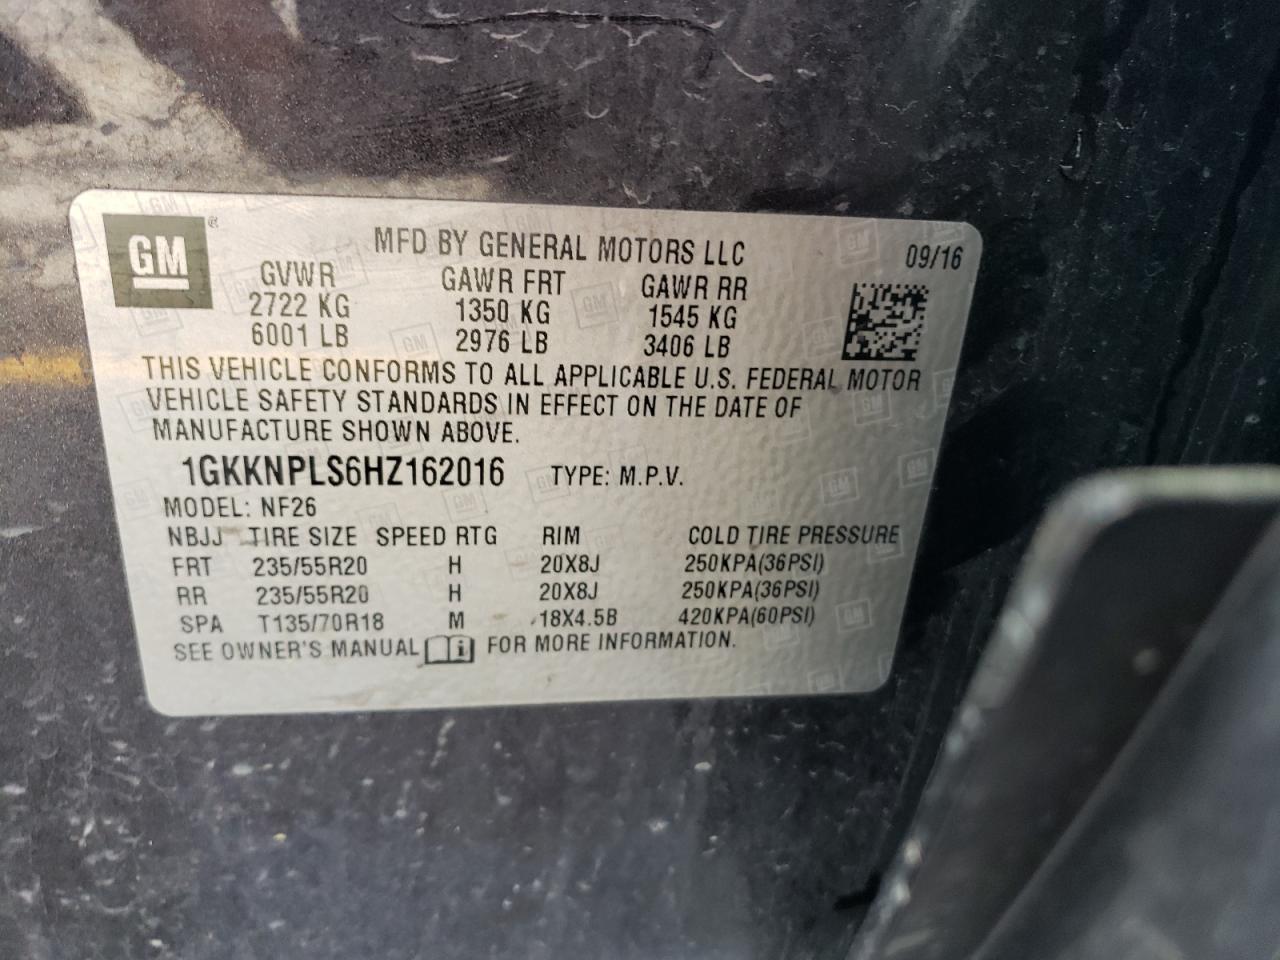 GM
MFD BY GENERAL MOTORS LLC 09/16
GVWR GAWR FRT GAWR RR
2722 KG 1350 KG 1545 KG
6001 LB 2976 LB 3406 LB
THIS VEHICLE CONFORMS TO ALL APPLICABLE U.S. FEDERAL MOTOR
VEHICLE SAFETY STANDARDS IN EFFECT ON THE DATE OF
MANUFACTURE SHOWN ABOVE.
1GKKNPLS6HZ162016 TYPE: M.P.V.
MODEL: NF26
NBJJ TIRE SIZE SPEED RTG RIM COLD TIRE PRESSURE
FRT 235/55R20 H 20X8J 250KPA(36PSI)
RR 235/55R20 H 20X8J 250KPA(36PSI)
SPA T135/70R18 M 18X4.5B 420KPA(60PSI)
SEE OWNER'S MANUAL i FOR MORE INFORMATION.